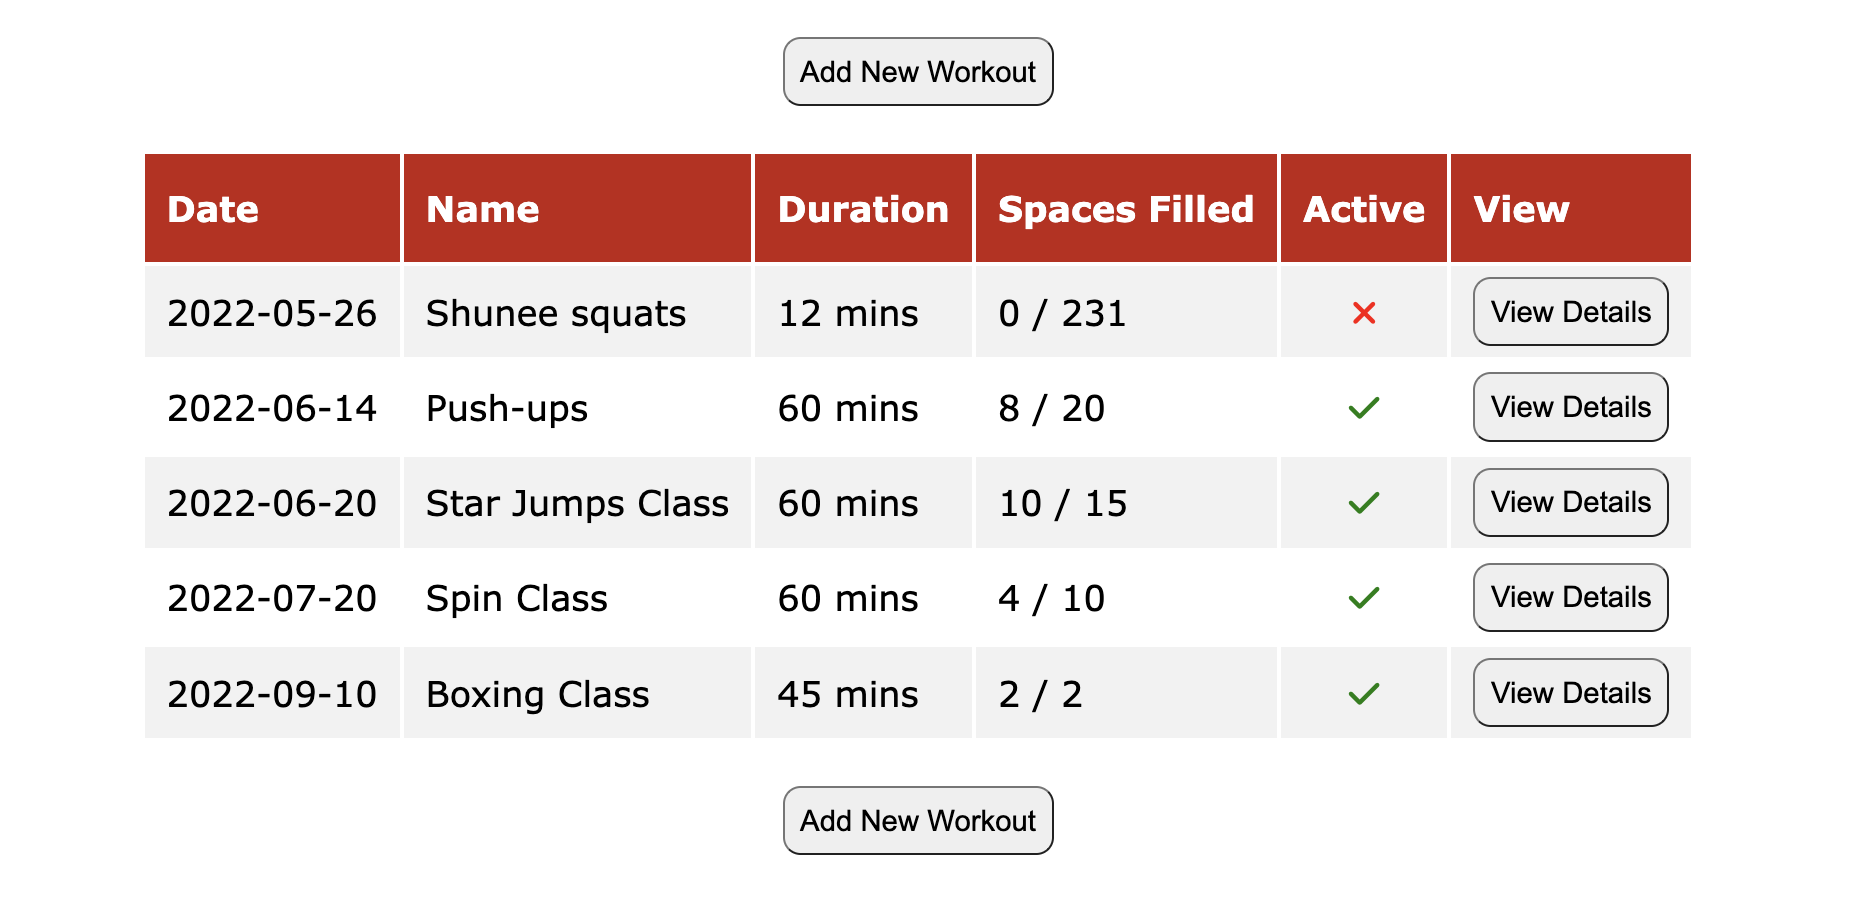 Add New Workout
Date Name Duration Spaces Filled Active View
2022-05-26 Shunee squats 12 mins 0 / 231 View Details
2022-06-14 Push-ups 60 mins 8 / 20 View Details
2022-06-20 Star Jumps Class 60 mins 10 / 15 View Details
2022-07-20 Spin Class 60 mins 4 / 10 View Details
2022-09-10 Boxing Class 45 mins 2 / 2 View Details
Add New Workout